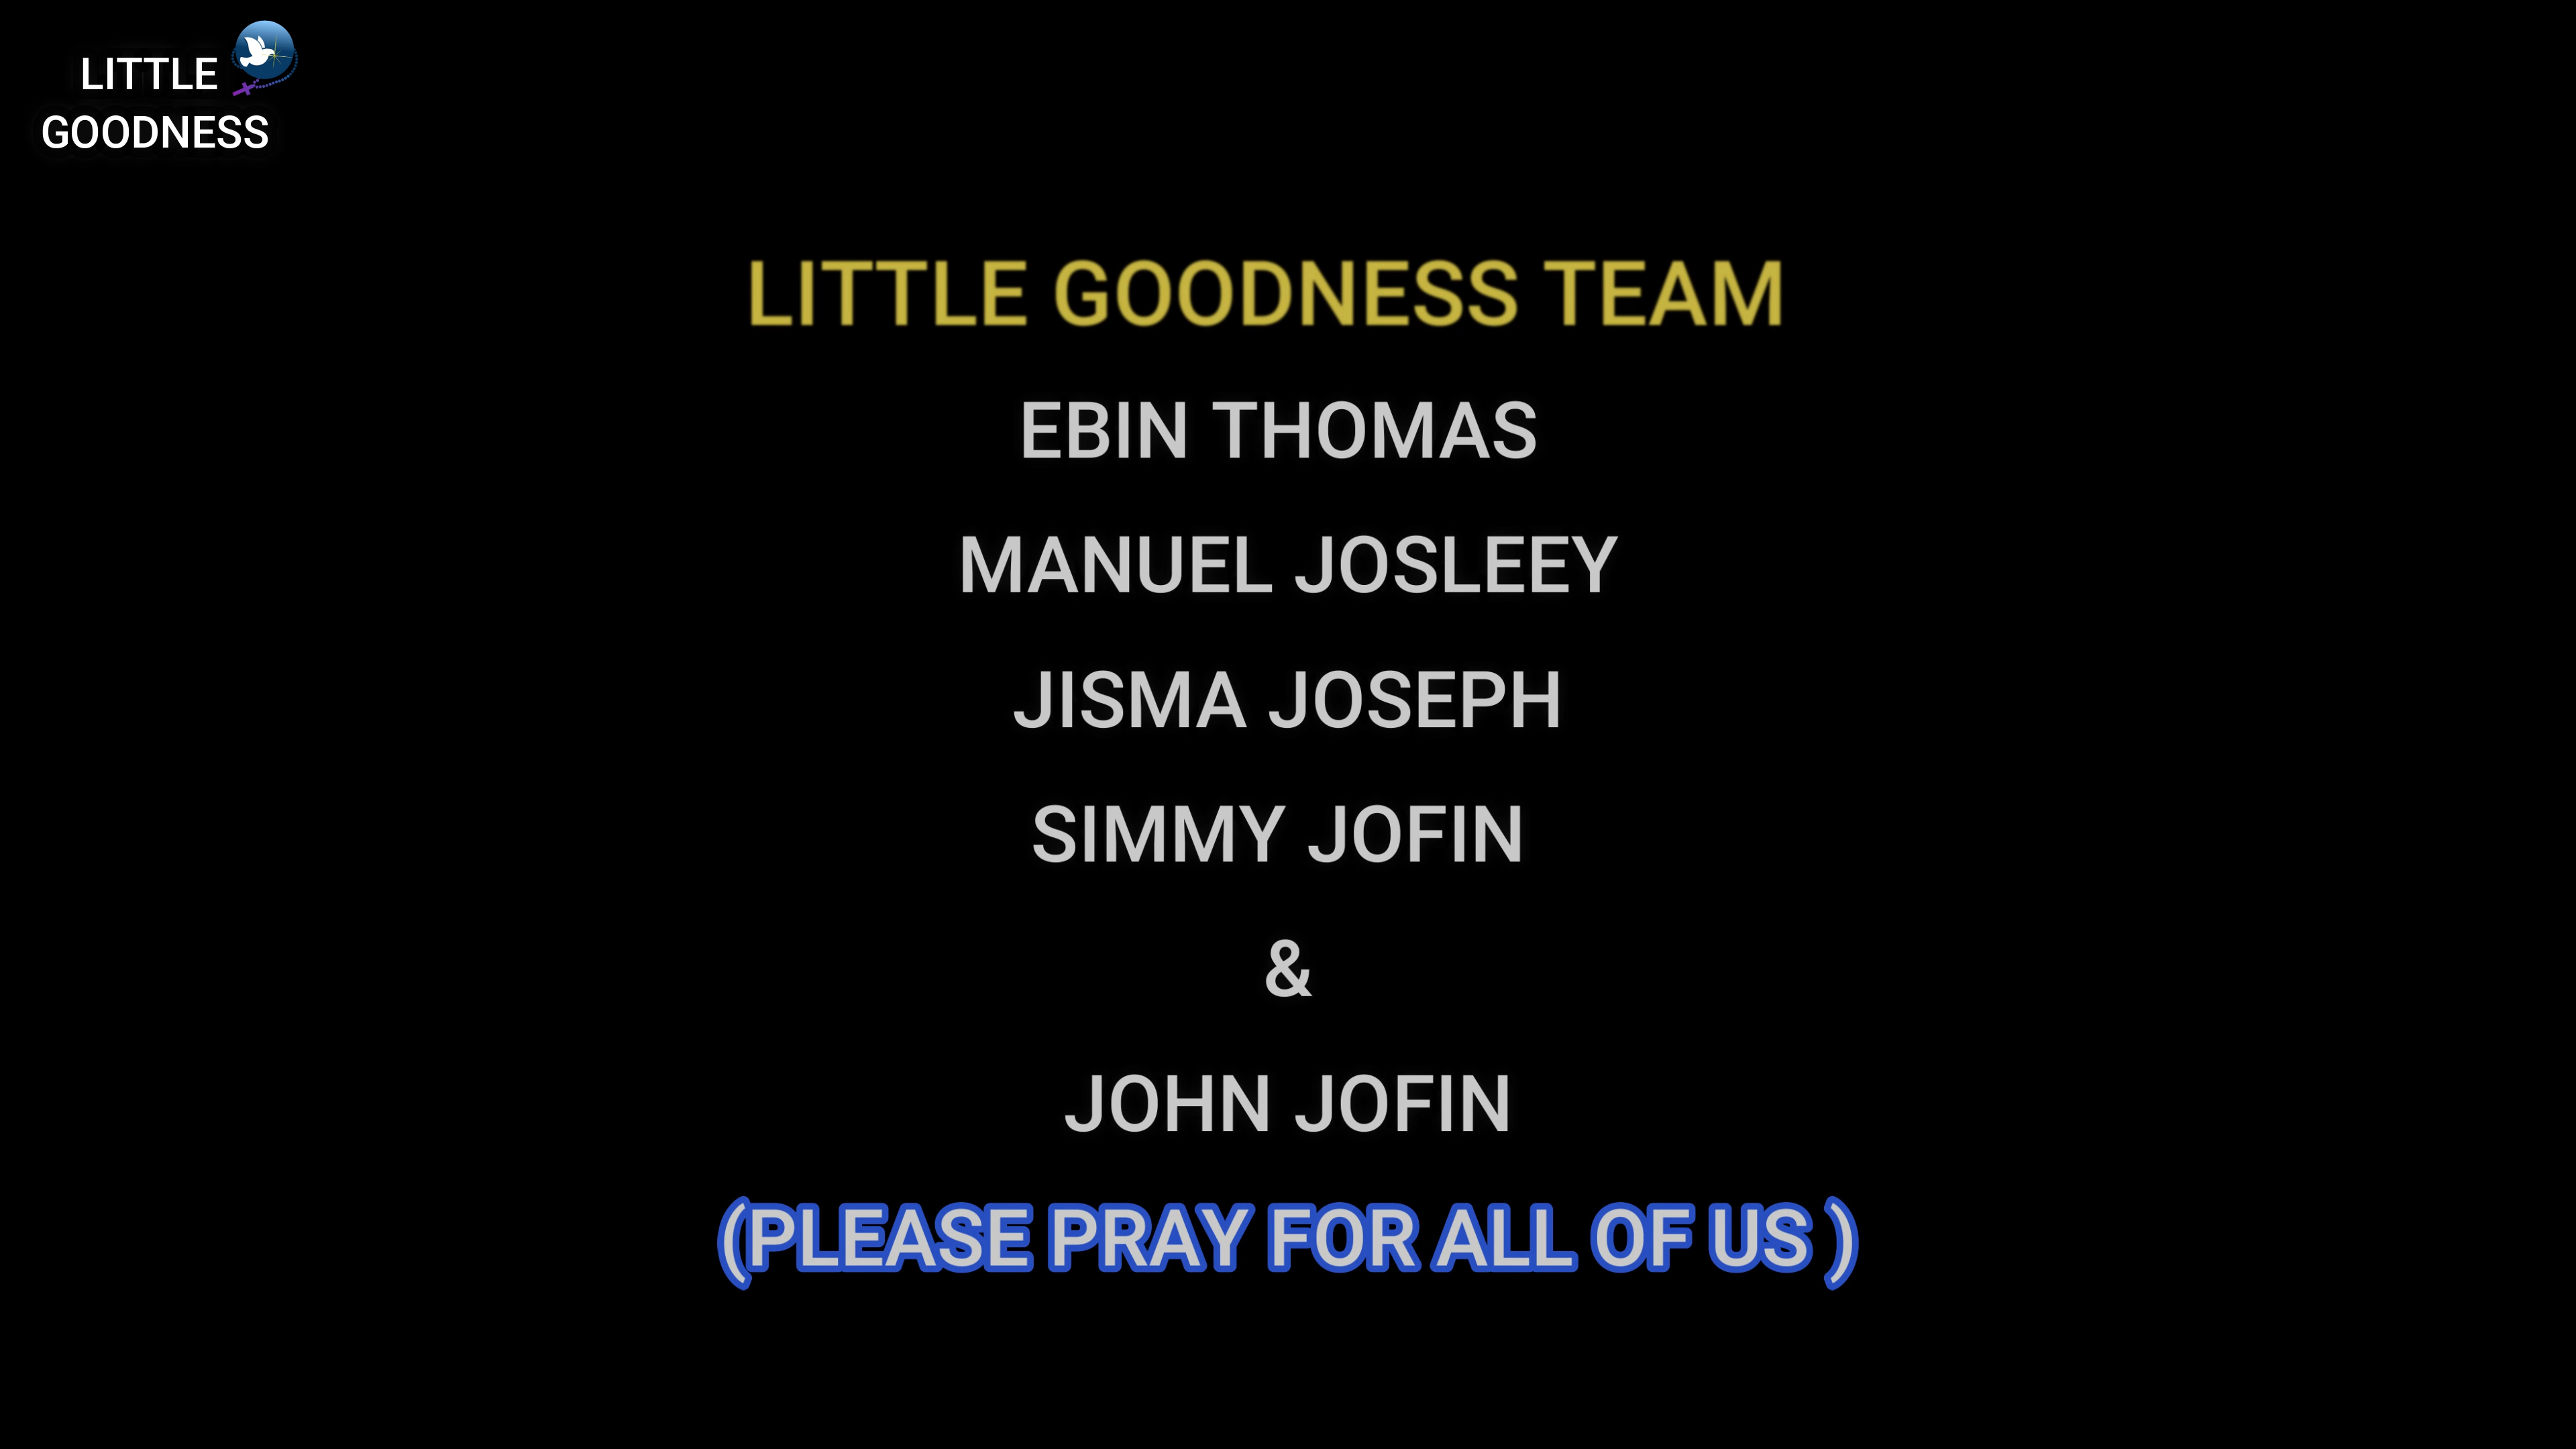 LITTLE
GOODNESS
LITTLE GOODNESS TEAM
EBIN THOMAS
MANUEL JOSLEEY
JISMA JOSEPH
SIMMY JOFIN
&
JOHN JOFIN
(PLEASE PRAY FOR ALL OF US )